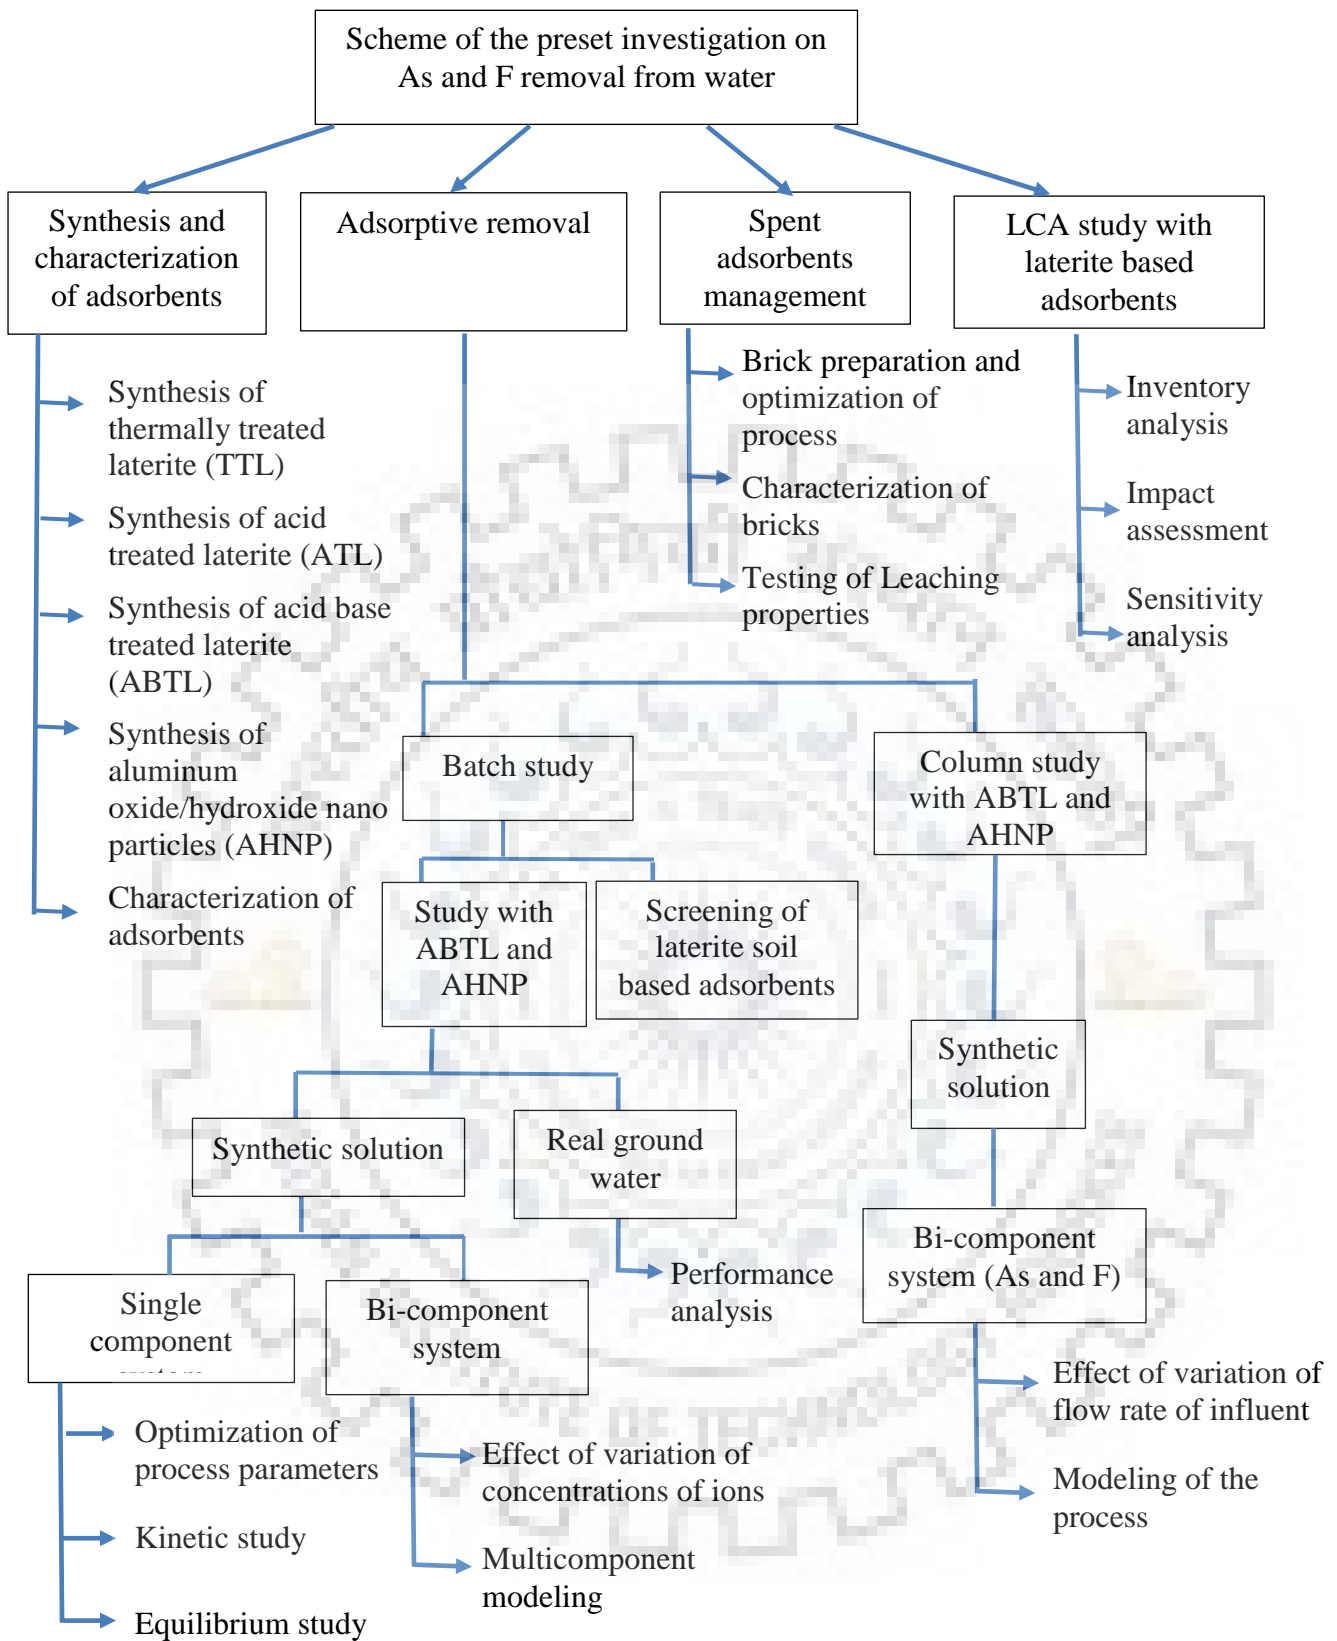 Scheme of the preset investigation on
As and F removal from water
Synthesis and
characterization
of adsorbents
Adsorptive removal
Spent
adsorbents
management
LCA study with
laterite based
adsorbents
Synthesis of
thermally treated
laterite (TTL)
Synthesis of acid
treated laterite (ATL)
Synthesis of acid base
treated laterite
(ABTL)
Synthesis of
aluminum
oxide/hydroxide nano
particles (AHNP)
Characterization of
adsorbents
Brick preparation and
optimization of
process
Characterization of
bricks
Testing of Leaching
properties
Inventory
analysis
Impact
assessment
Sensitivity
analysis
Batch study
Column study
with ABTL and
AHNP
Study with
ABTL and
AHNP
Screening of
laterite soil
based adsorbents
Synthetic
solution
Synthetic solution
Real ground
water
Bi-component
system (As and F)
Performance
analysis
Single
component
Bi-component
system
Effect of variation of
flow rate of influent
Modeling of the
process
Optimization of
process parameters
Kinetic study
Equilibrium study
Effect of variation of
concentrations of ions
Multicomponent
modeling